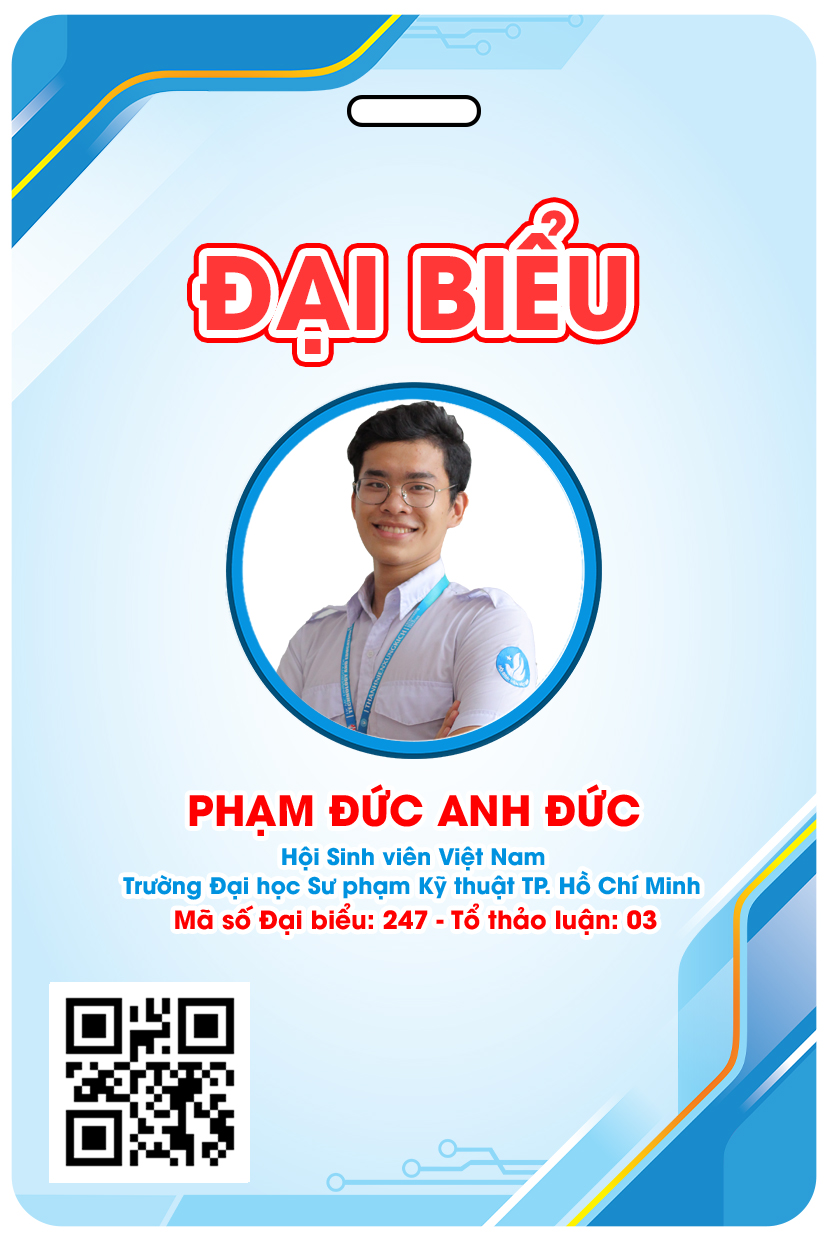 ĐẠI BIỂU
PHẠM ĐỨC ANH ĐỨC
Hội Sinh viên Việt Nam
Trường Đại học Sư phạm Kỹ thuật TP. Hồ Chí Minh
Mã số Đại biểu: 247 - Tổ thảo luận: 03